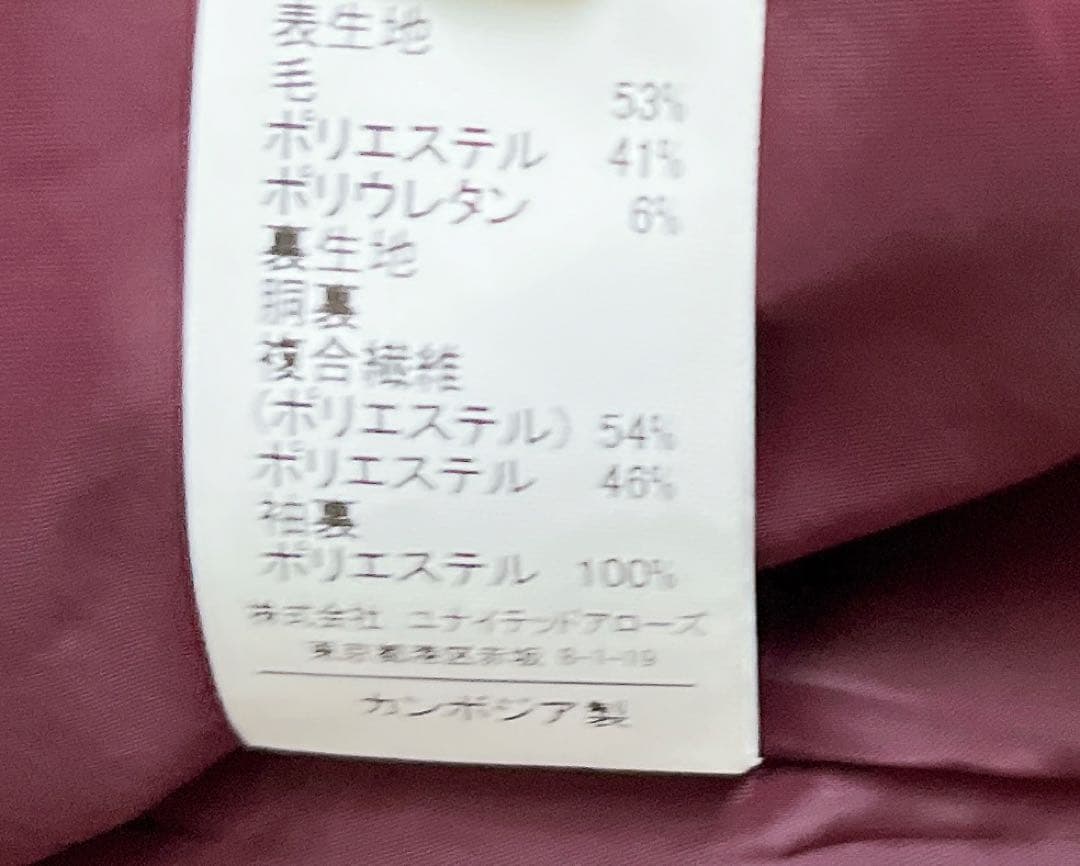 表生地
毛 53%
ポリエステル 41%
ポリウレタン 6%
裏生地
胴裏
複合繊維
(ポリエステル) 54%
ポリエステル 46%
袖裏
ポリエステル 100%
株式会社 ユナイテッドアローズ
東京都港区赤坂 8-1-19
カンボジア製